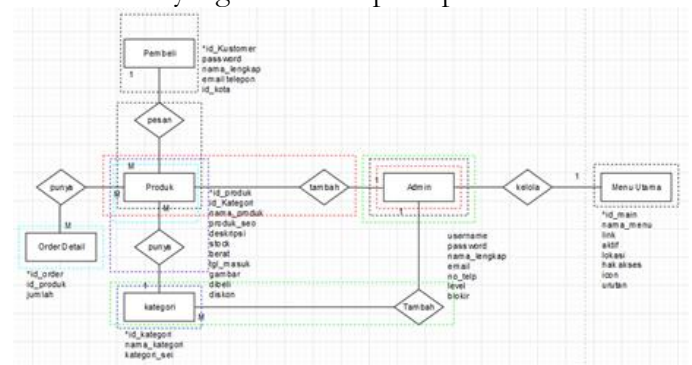 Pembeli
*id_Kustomer
password
nama_lengkap
email telepon
id_kota
1
pesan
M
punya
M
Produk
tambah
1
Admin
kelola
1
Menu Utama
M
M
1
*id_produk
id_Kategori
nama_produk
produk_seo
deskripsi
stock
berat
tgl_masuk
gambar
dibeli
diskon
*id_main
nama_menu
link
aktif
lokasi
hak akses
icon
urutan
Order Detail
punya
username
password
nama_lengkap
email
no_telp
level
blokir
*id_order
id_produk
jumlah
1
kategori
M
Tambah
*id_kategori
nama_kategori
kategori_sei